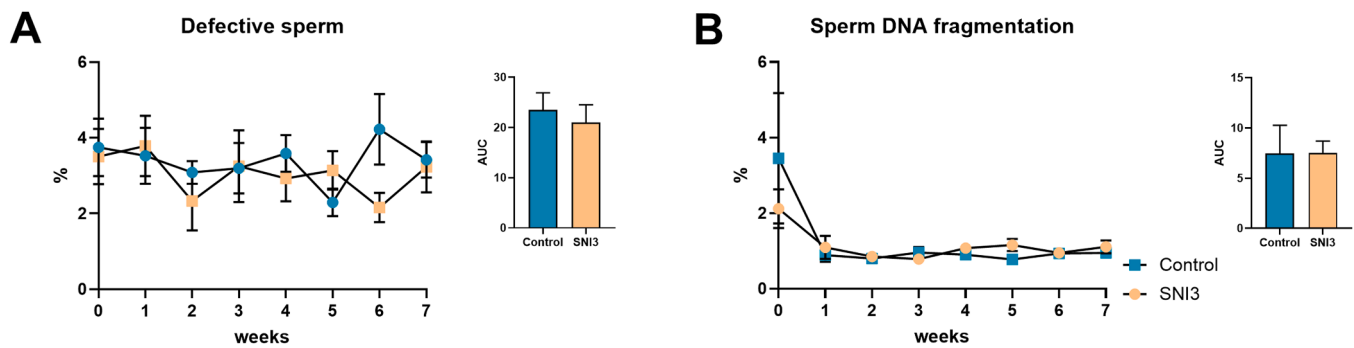 A
Defective sperm
6
4
2
0
%
0 1 2 3 4 5 6 7
weeks
30
20
10
0
AUC
Control SNI3
B
Sperm DNA fragmentation
6
4
2
0
%
0 1 2 3 4 5 6 7
weeks
15
10
5
0
AUC
Control SNI3
Control
SNI3